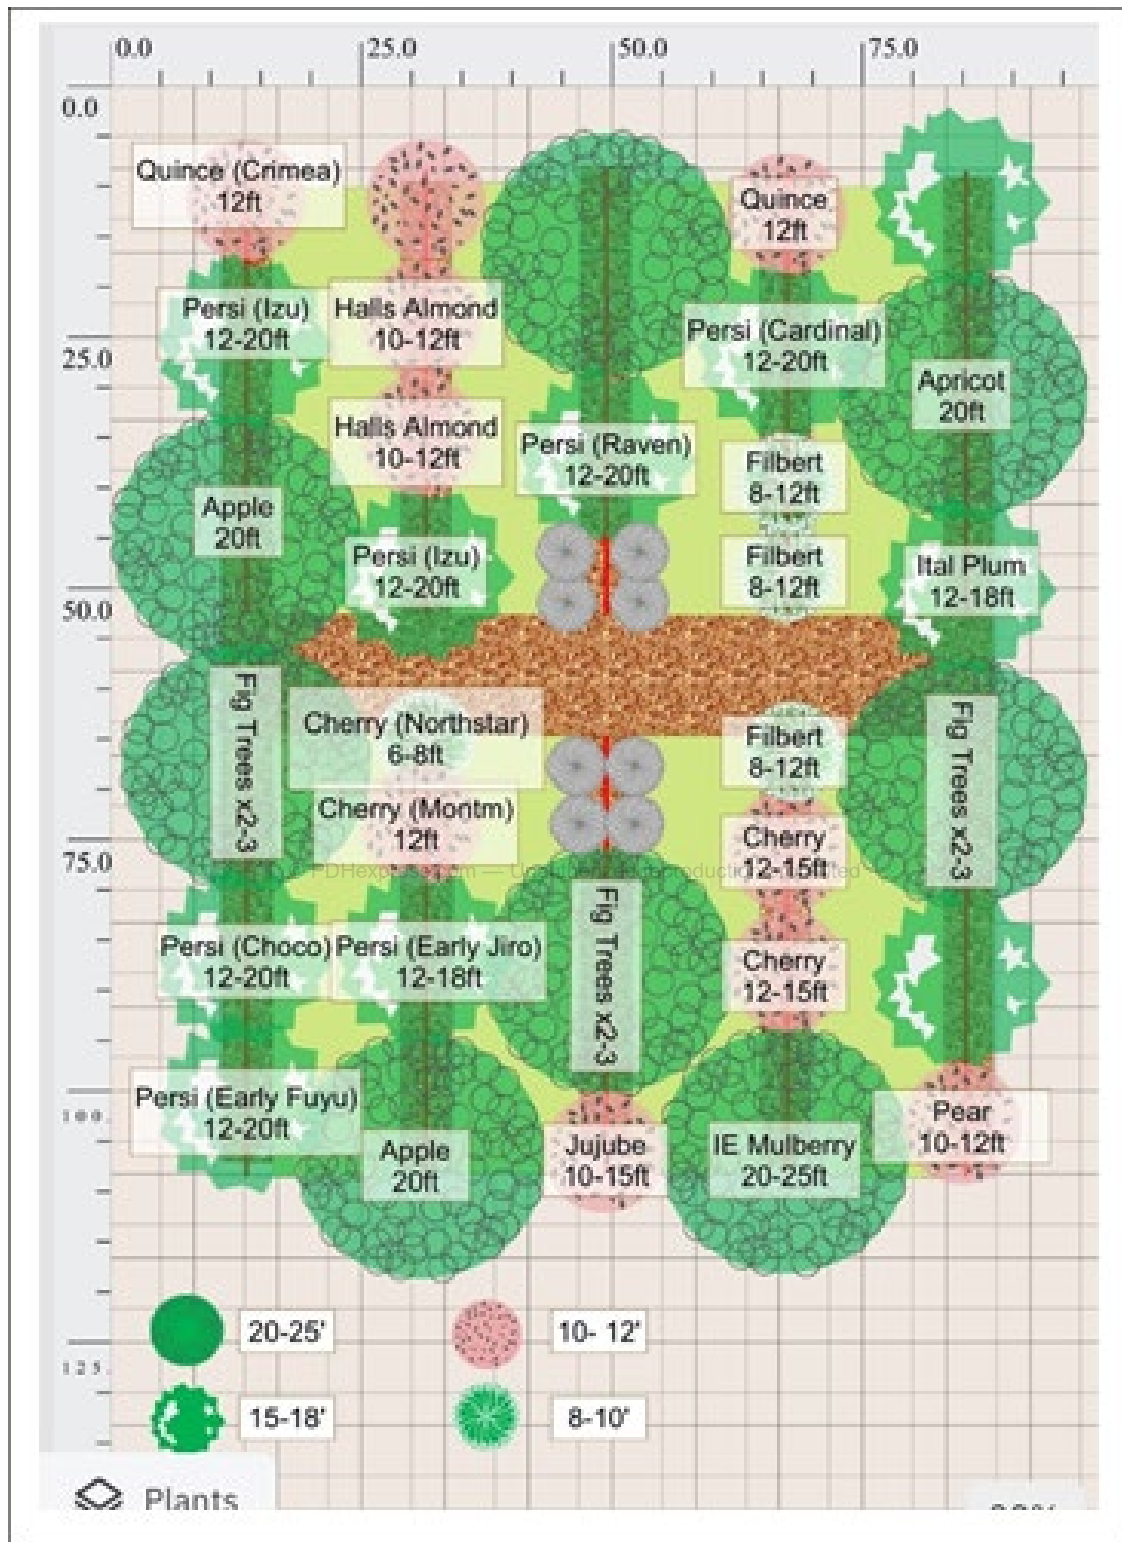 0.0 25.0 50.0 75.0
0.0
Quince (Crimea)
12ft
Quince
12ft
Persi (Izu)
12-20ft
Halls Almond
10-12ft
Persi (Cardinal)
12-20ft
25.0
Apricot
20ft
Halls Almond
10-12ft
Persi (Raven)
12-20ft
Filbert
8-12ft
Apple
20ft
Persi (Izu)
12-20ft
Filbert
8-12ft
Ital Plum
12-18ft
50.0
Fig Trees x2-3
Cherry (Northstar)
6-8ft
Filbert
8-12ft
Fig Trees x2-3
Cherry (Montm)
12ft
Cherry
12-15ft
75.0
Fig Trees x2-3
Persi (Choco)
12-20ft
Persi (Early Jiro)
12-18ft
Cherry
12-15ft
Persi (Early Fuyu)
12-20ft
100.
Apple
20ft
Jujube
10-15ft
IE Mulberry
20-25ft
Pear
10-12ft
20-25'
10- 12'
125.
15-18'
8-10'
Plants